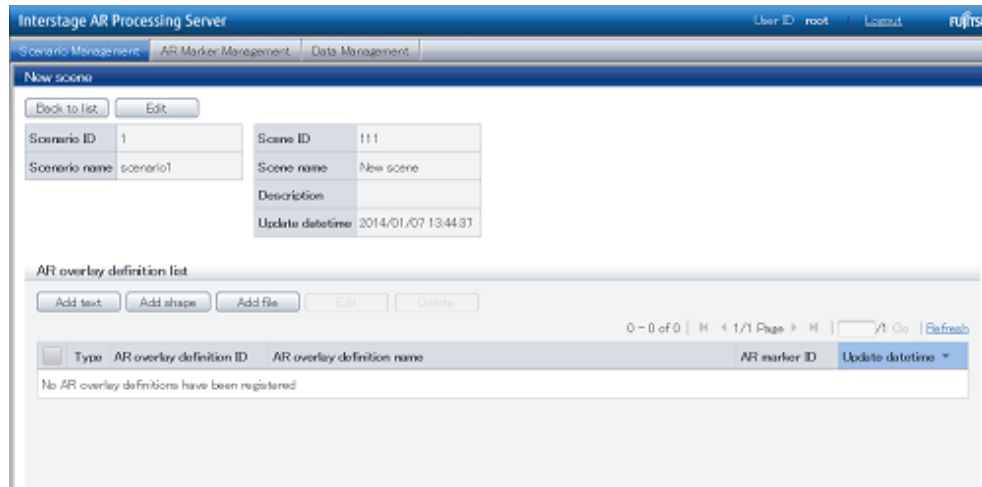 Interstage AR Processing Server User ID root Logout
Scenario Management AR Marker Management Data Management
New scene
Back to list Edit
Scenario ID 1 Scene ID 111
Scenario name scenario1 Scene name New scene
Description
Update datetime 2014/01/07 13:44:37
AR overlay definition list
Add text Add shape Add file Edit Delete
0 - 0 of 0 | 1/1 Page | /1 Go | Refresh
Type AR overlay definition ID AR overlay definition name AR marker ID Update datetime
No AR overlay definitions have been registered